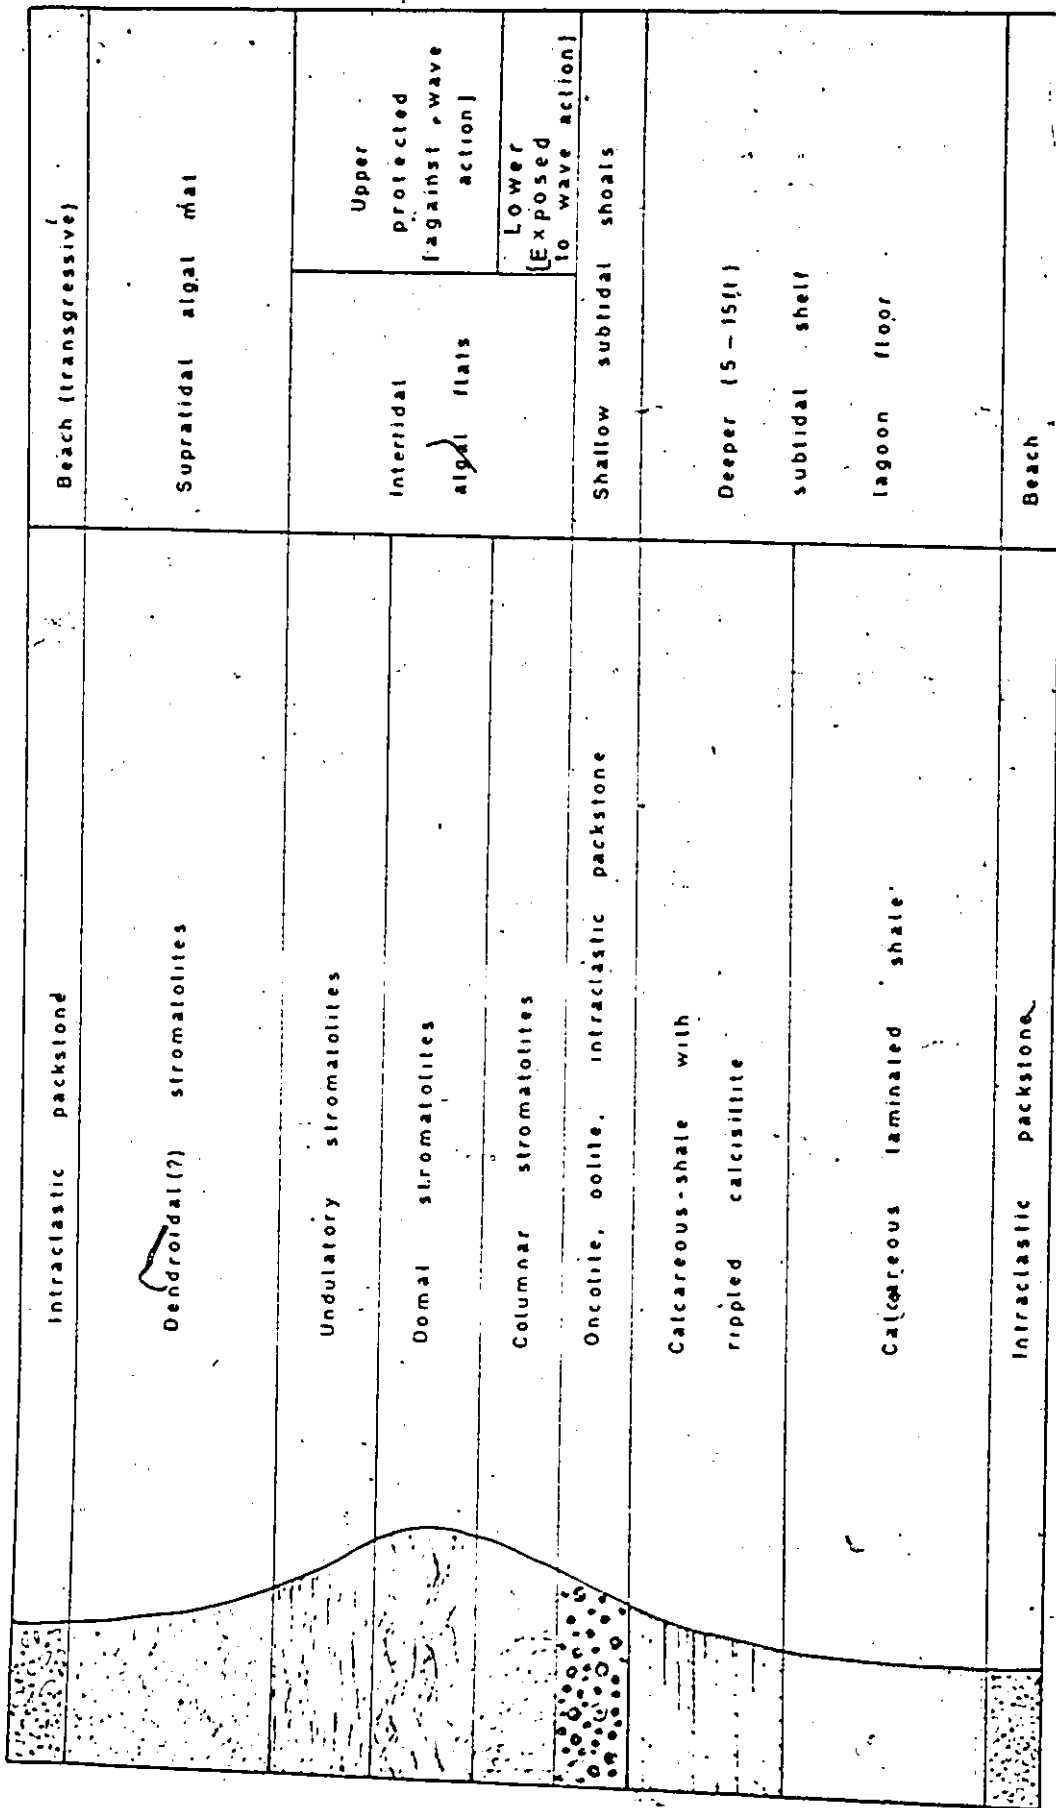 Intraclastic packstone
Beach (transgressive)
Dendroidal(?) stromatolites
Supratidal algal mat
Undulatory stromatolites
Domal stromatolites
Columnar stromatolites
Intertidal
algal flats
Upper
protected
[against wave
action]
Lower
[Exposed
to wave action]
Oncolite, oolite, intraclastic packstone
Shallow subtidal shoals
Calcareous-shale with
rippled calcisiltite
Calcareous laminated shale
Deeper (5-15ft)
subtidal shelf
lagoon floor
Intraclastic packstone
Beach